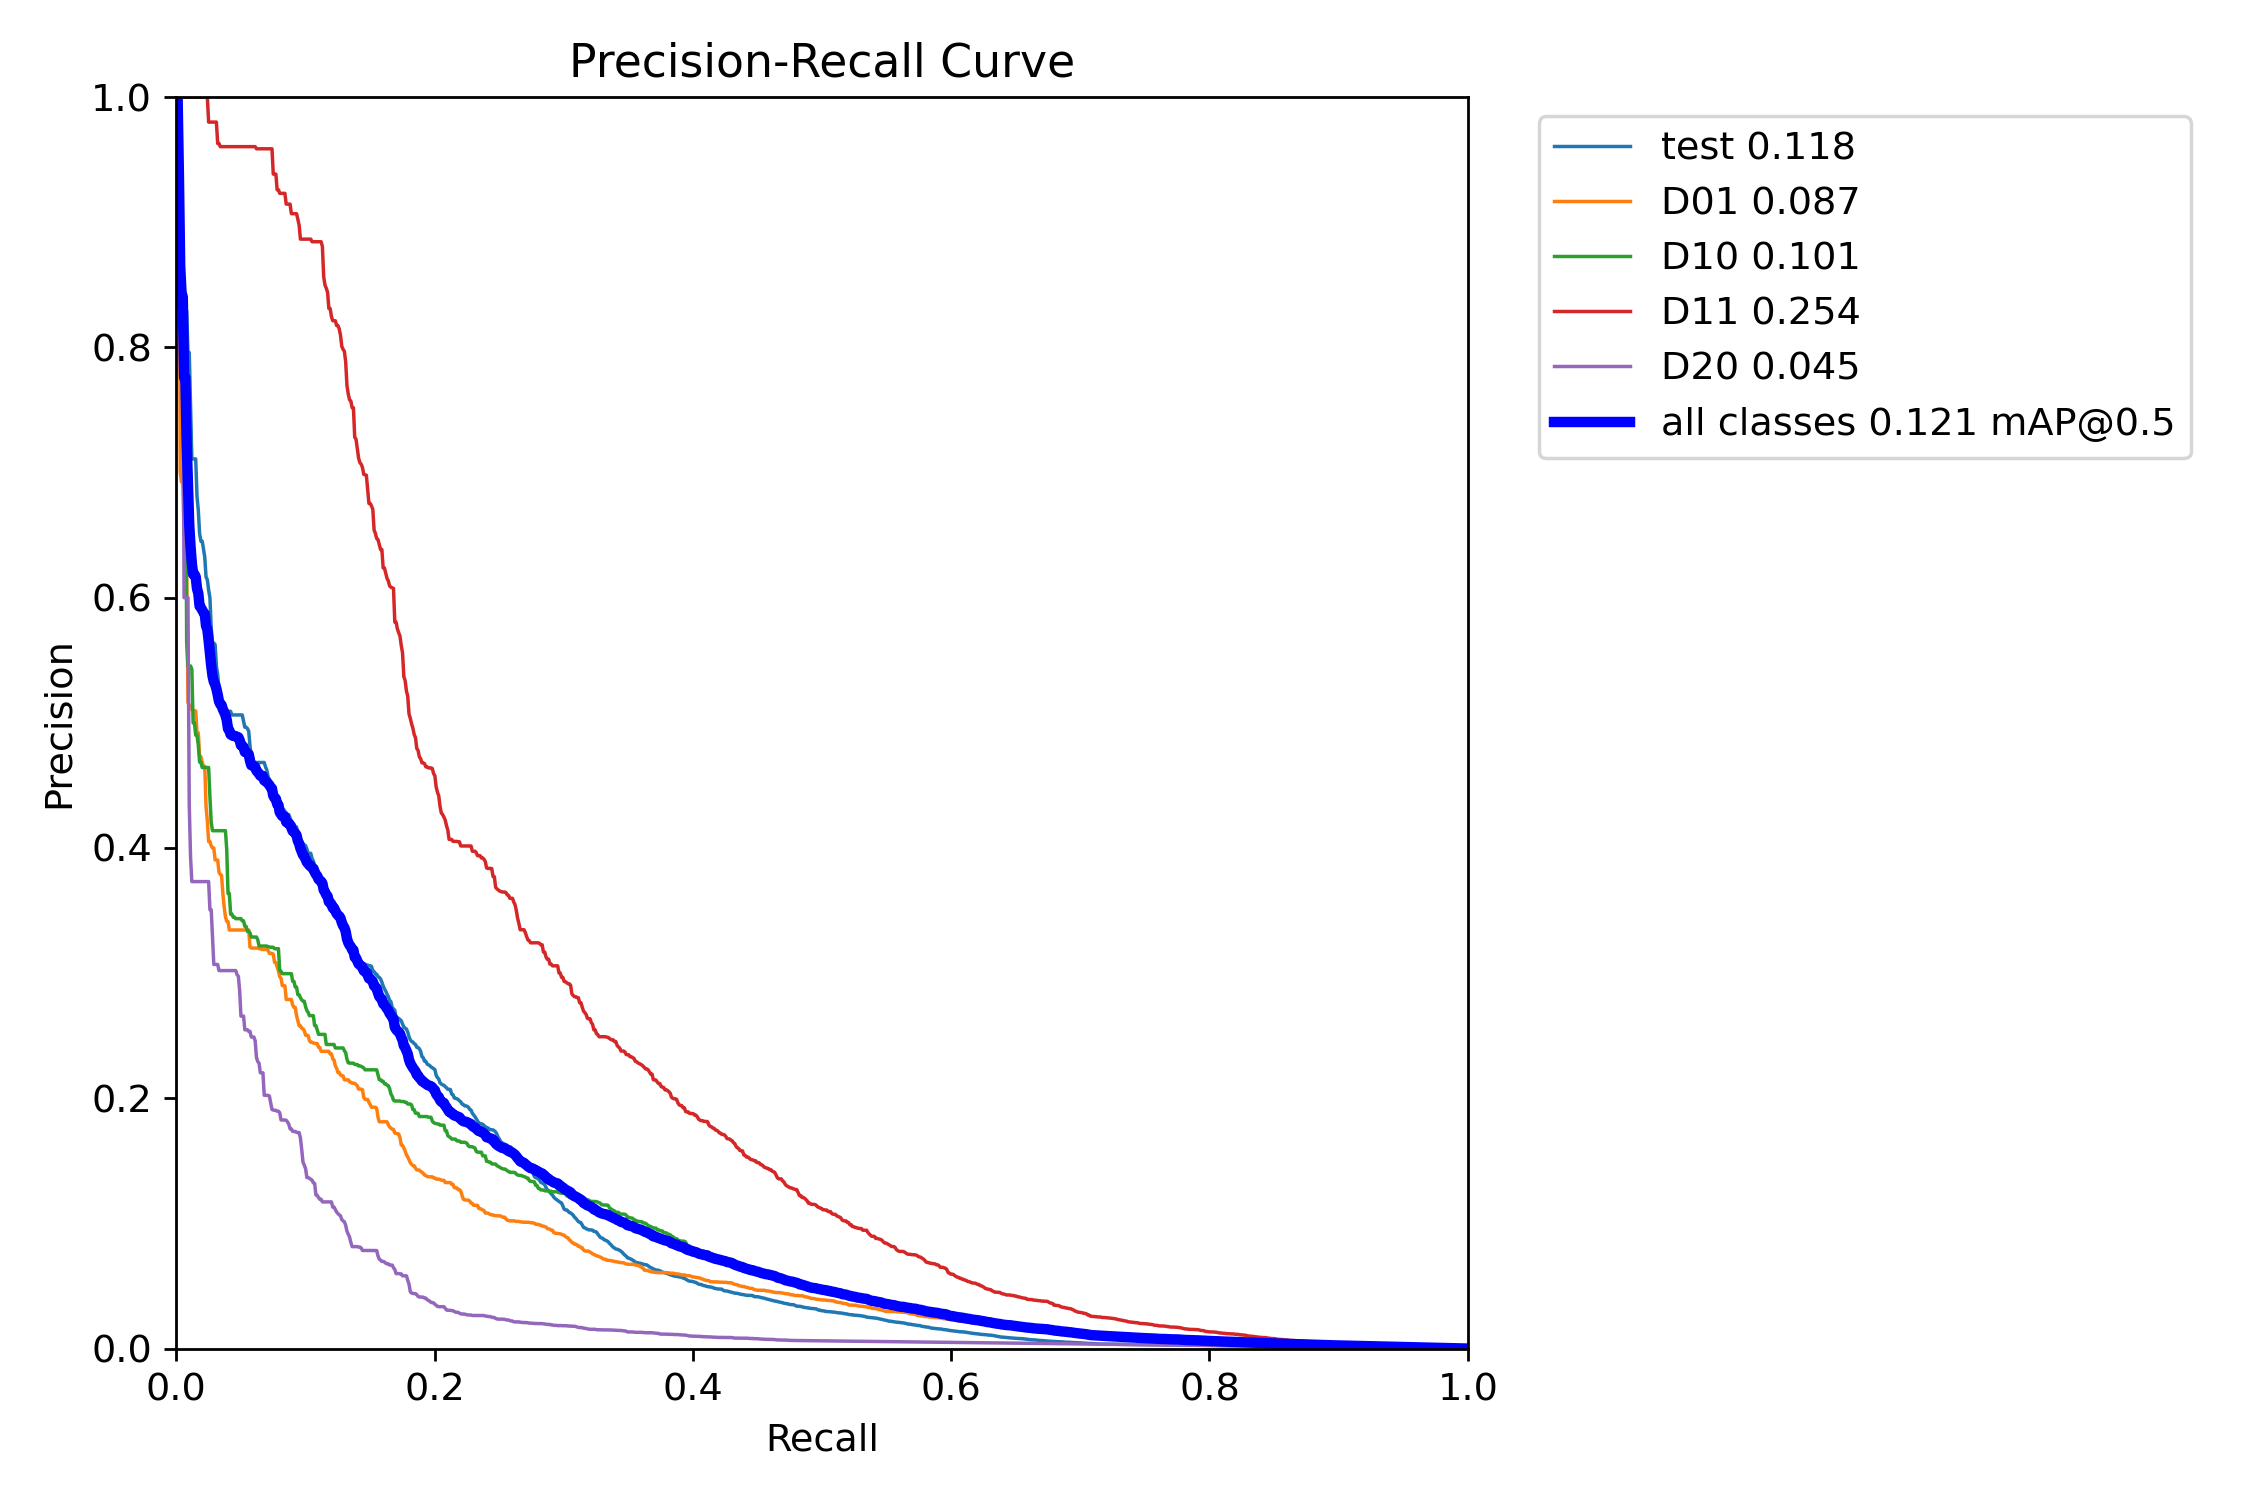 Precision-Recall Curve
1.0
0.8
0.6
0.4
0.2
0.0
Precision
0.0 0.2 0.4 0.6 0.8 1.0
Recall
test 0.118
D01 0.087
D10 0.101
D11 0.254
D20 0.045
all classes 0.121 mAP@0.5